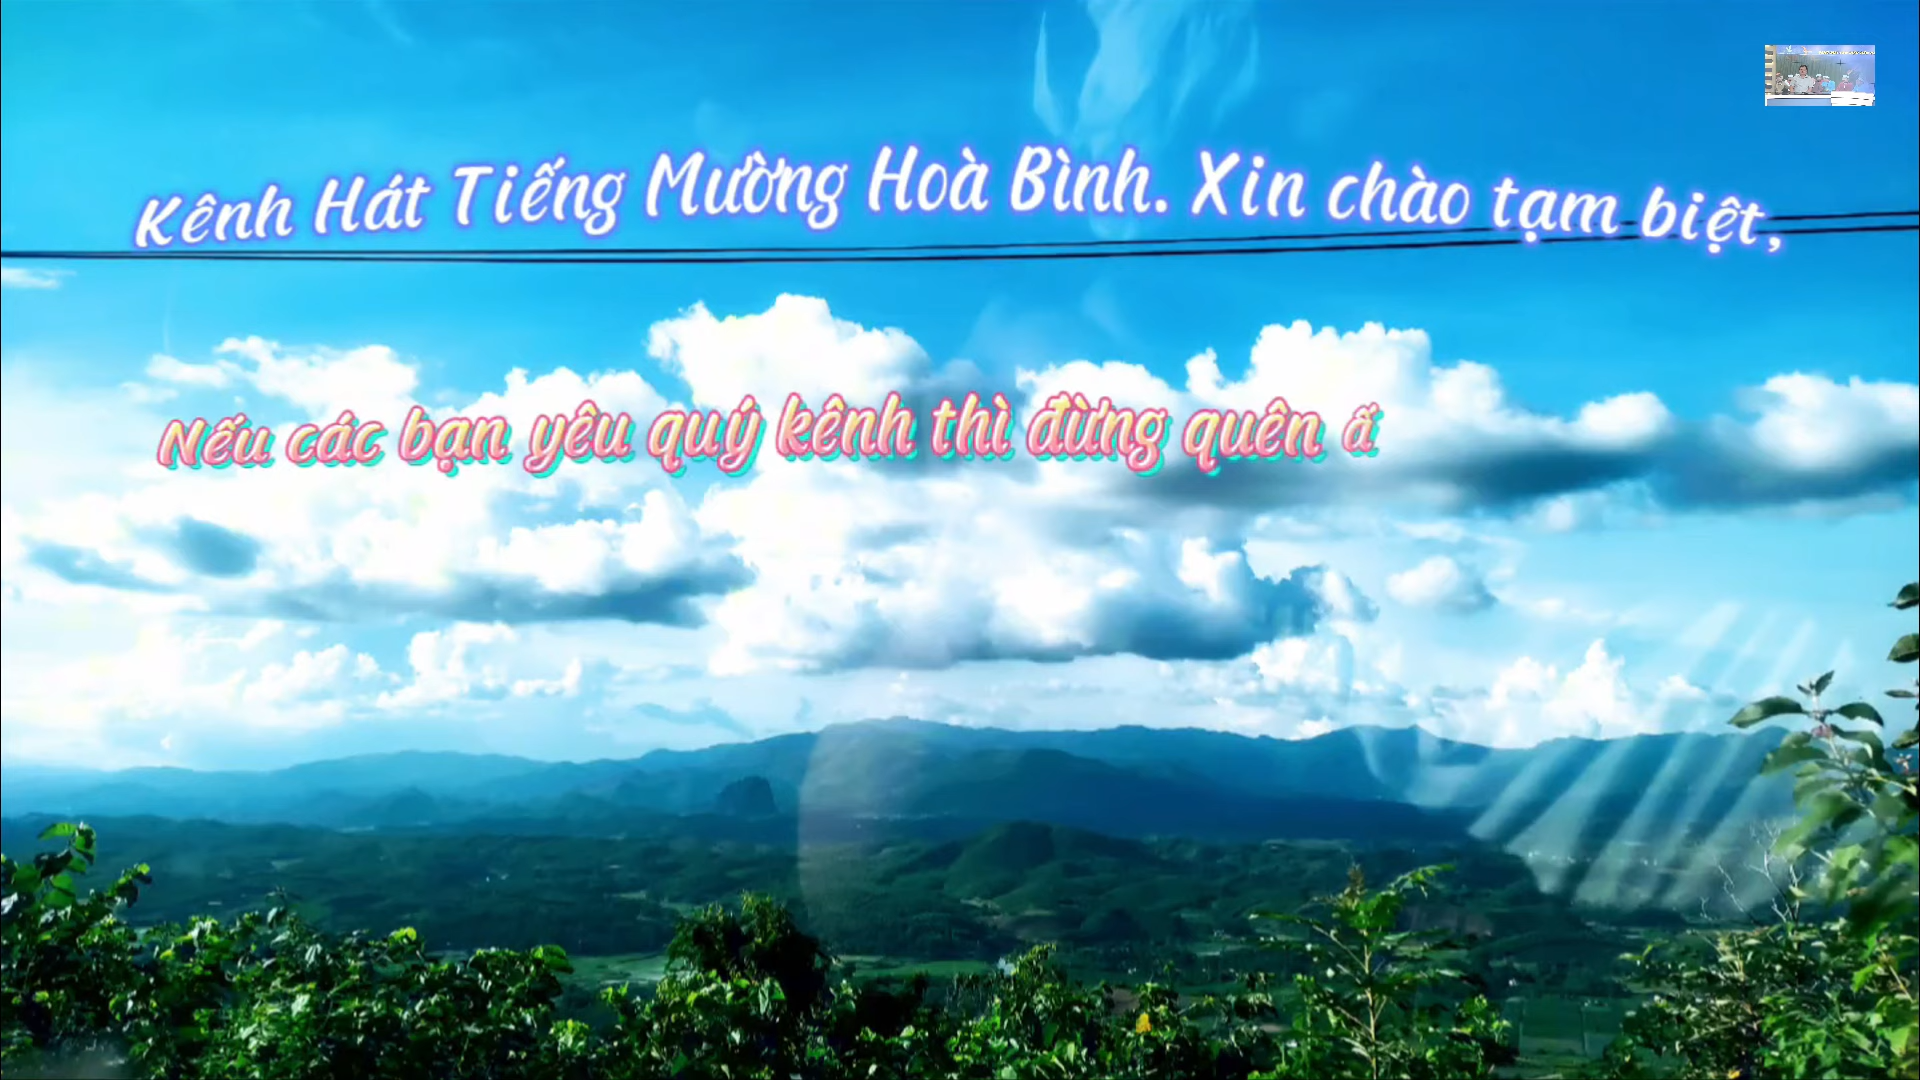 Kênh Hát Tiếng Mường Hoà Bình. Xin chào tạm biệt,
Nếu các bạn yêu quý kênh thì đừng quên ấ